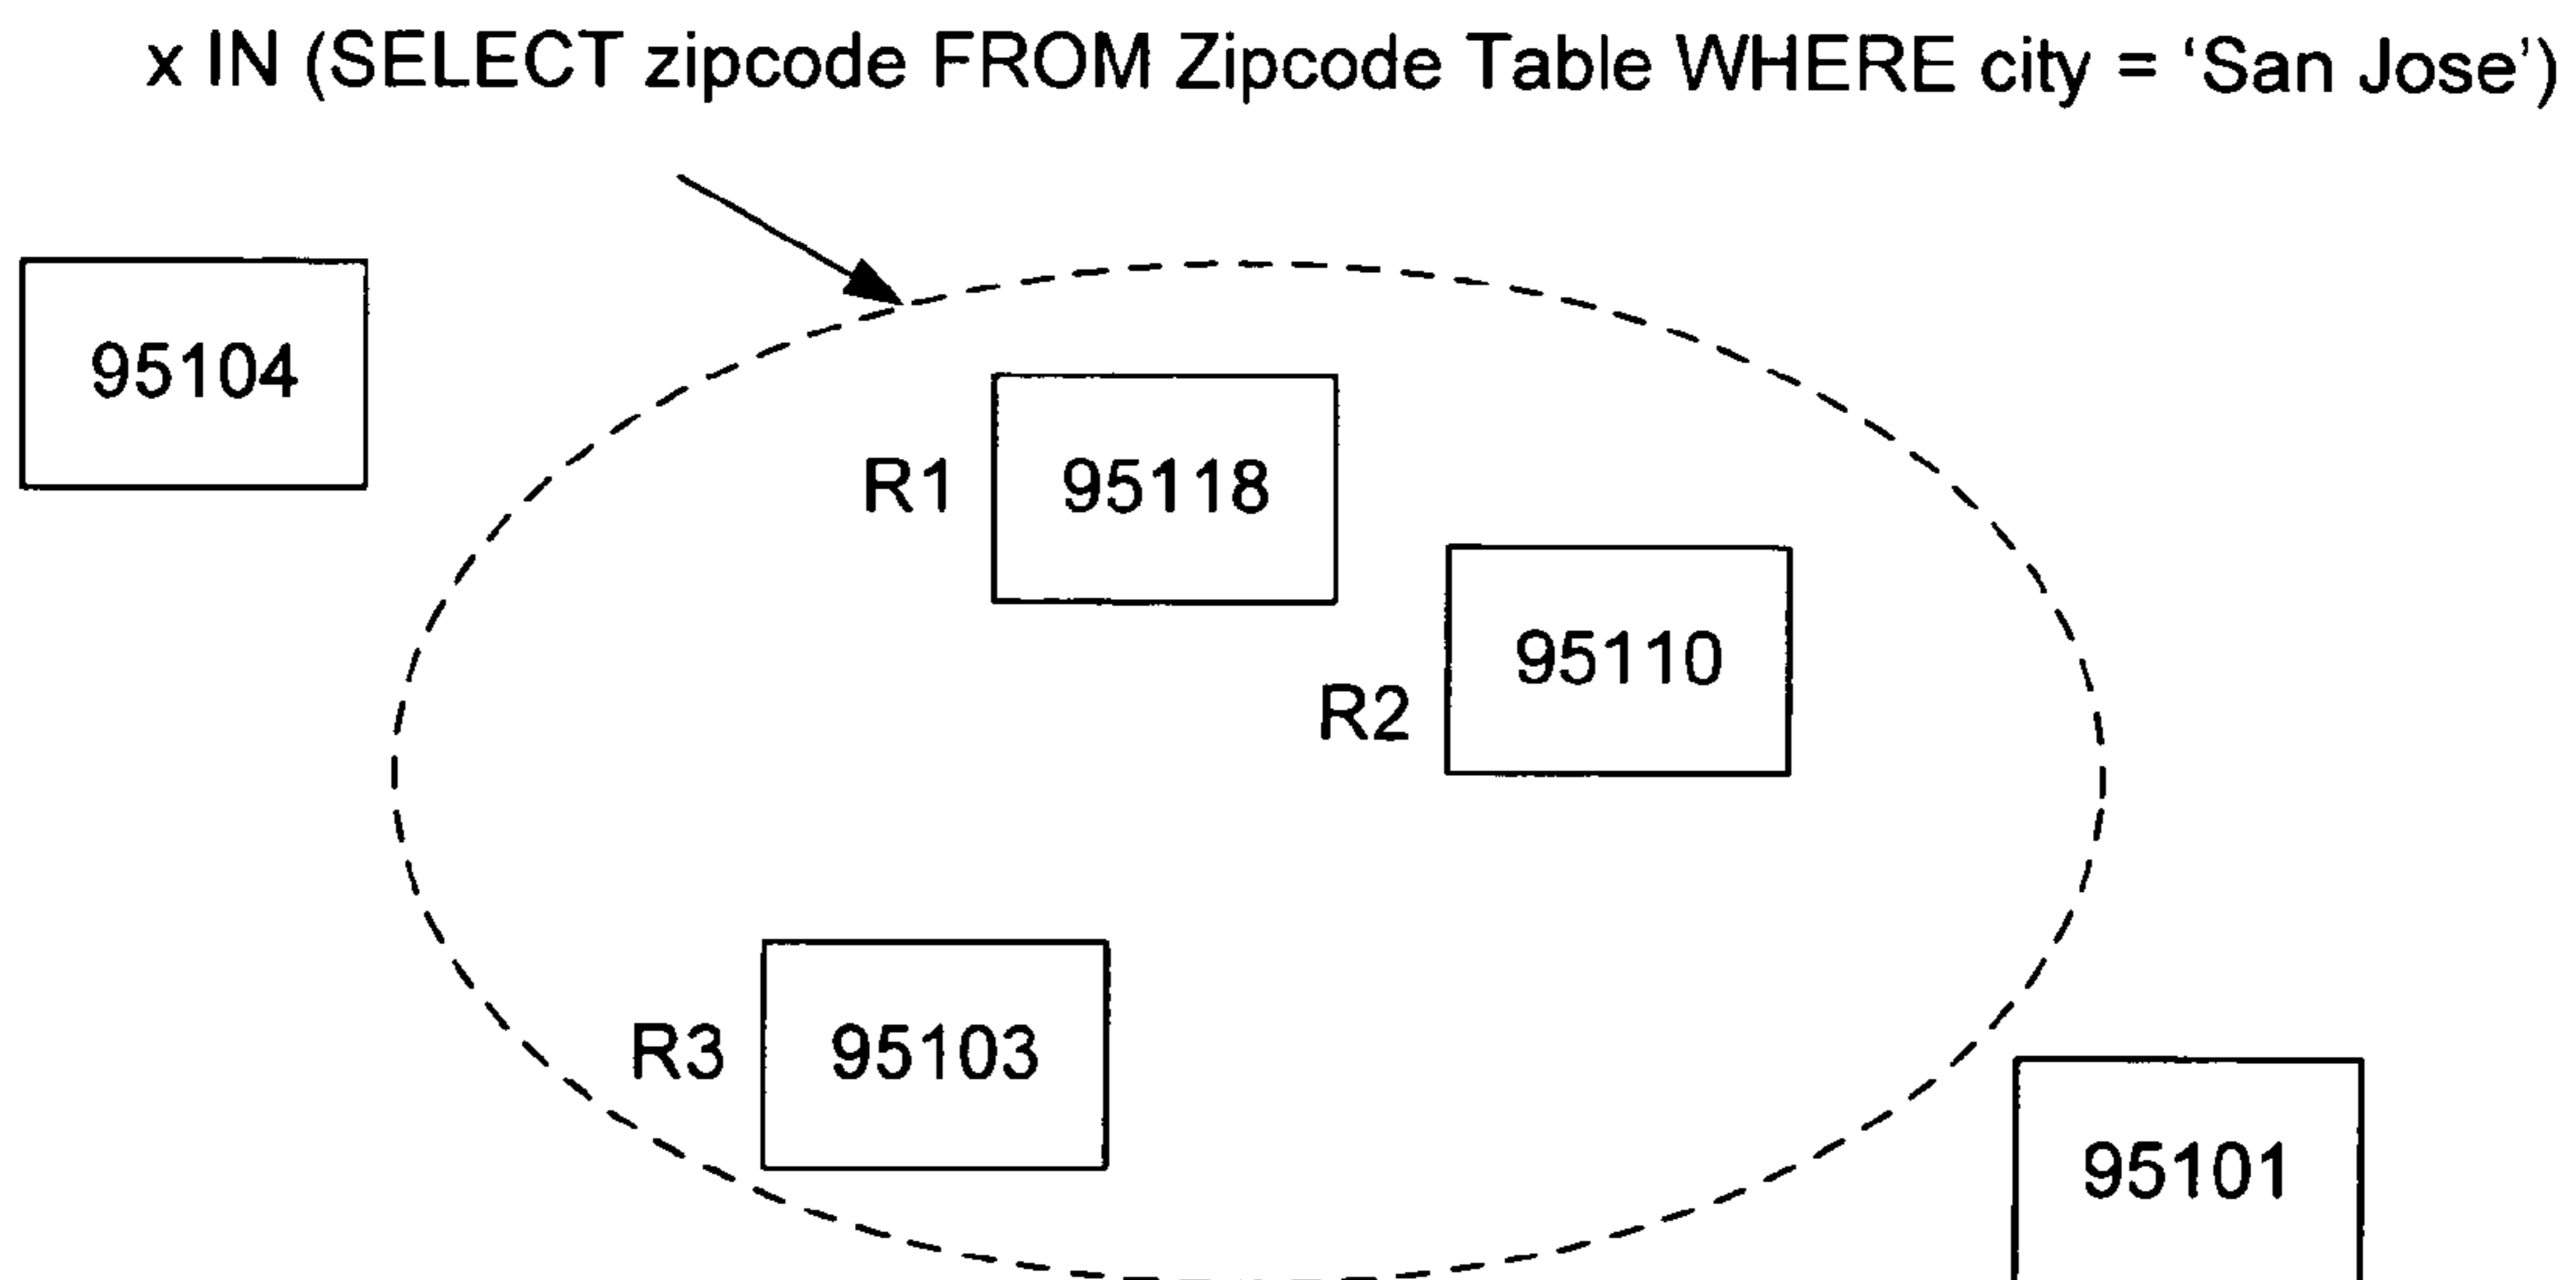 x IN (SELECT zipcode FROM Zipcode Table WHERE city = ‘San Jose’)
95104
R1 95118
95110
R2
R3 95103
95101